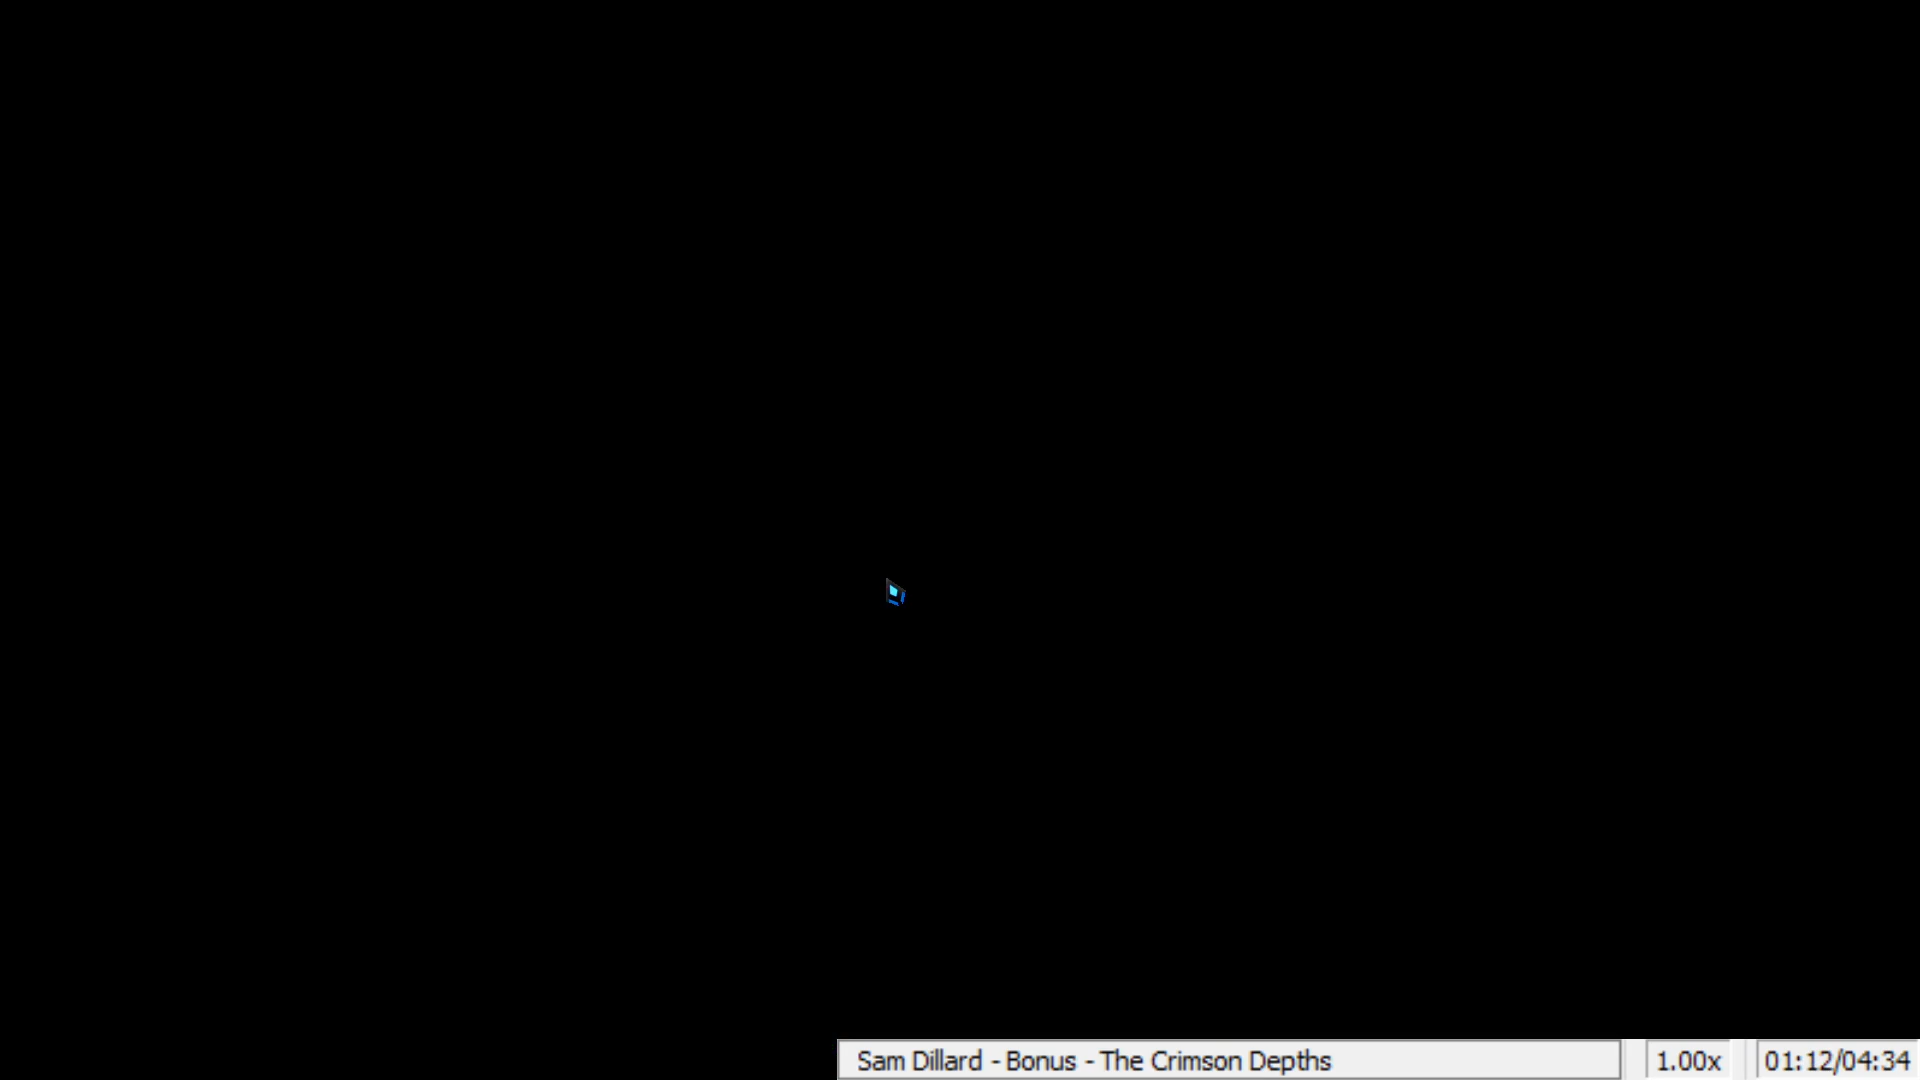 Sam Dillard - Bonus - The Crimson Depths 1.00x 01:12/04:34